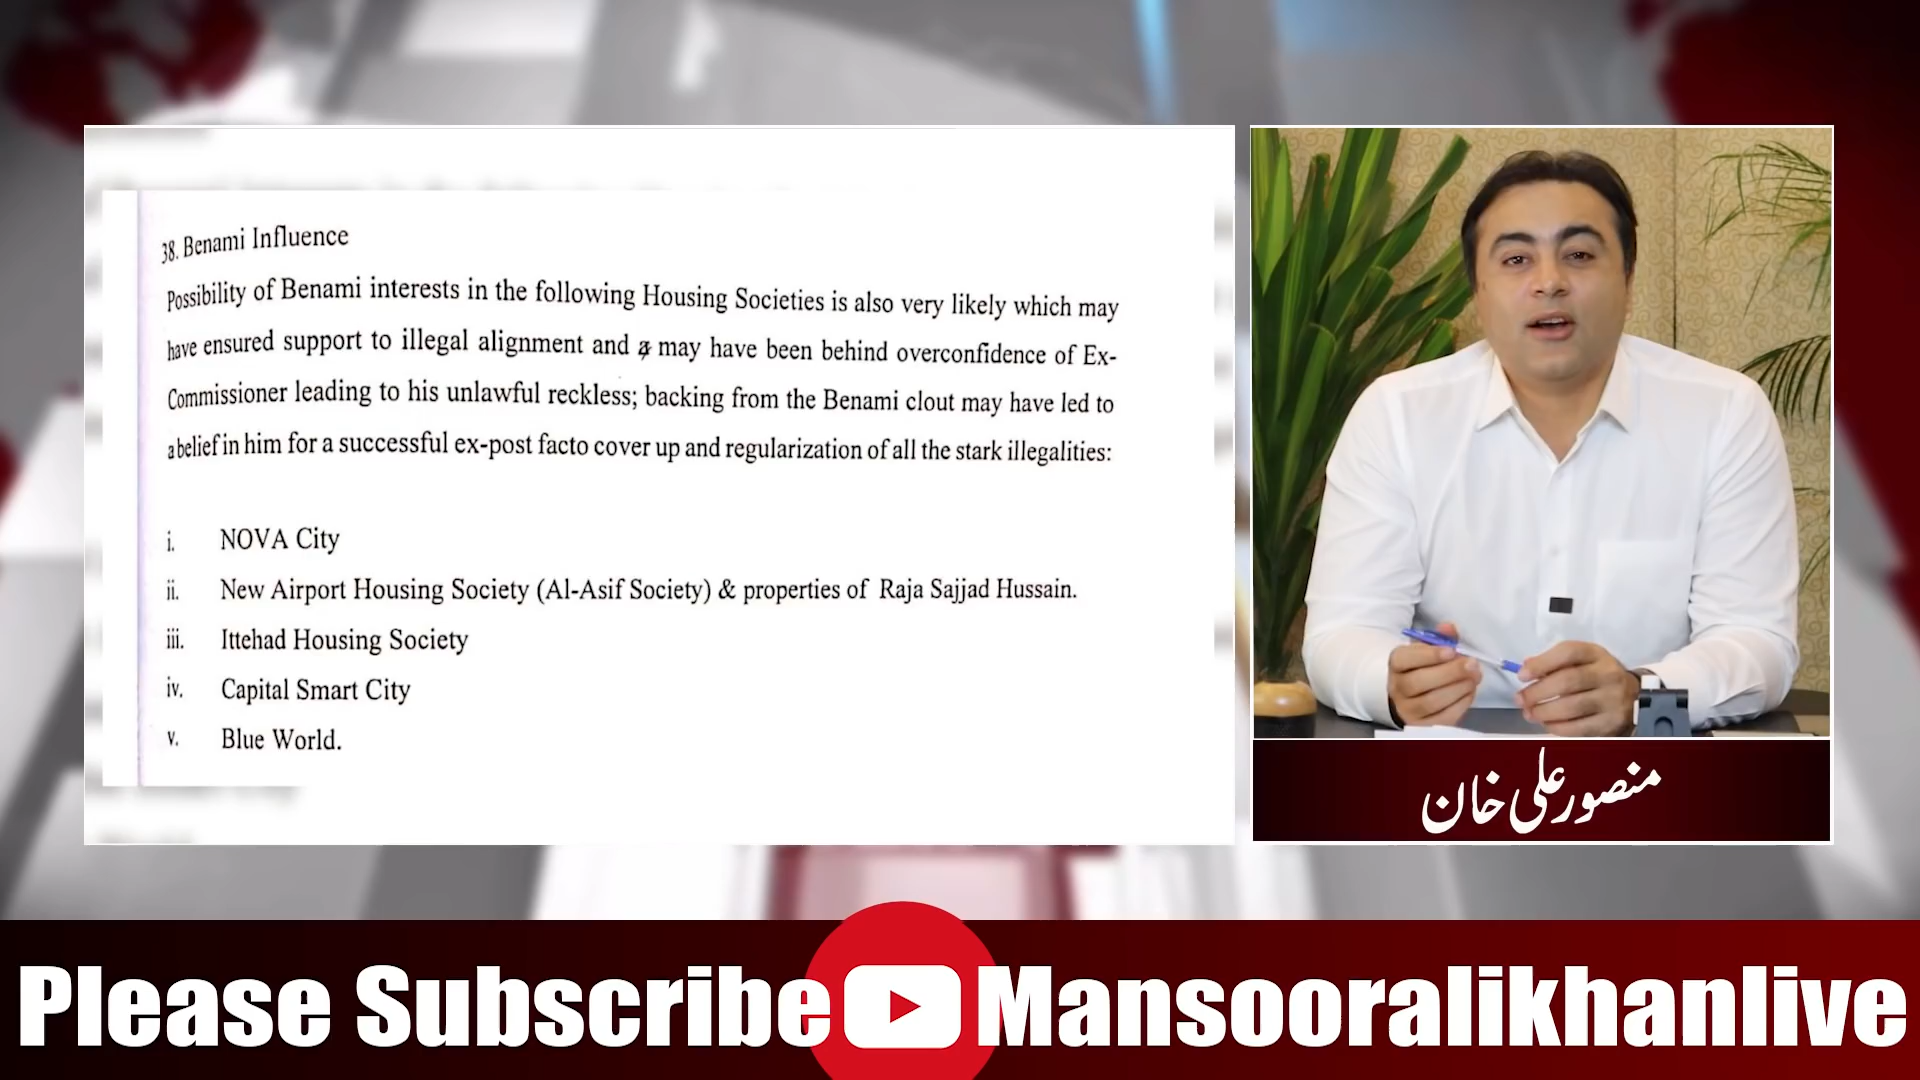 38. Benami Influence
Possibility of Benami interests in the following Housing Societies is also very likely which may
have ensured support to illegal alignment and may have been behind overconfidence of Ex-
Commissioner leading to his unlawful reckless; backing from the Benami clout may have led to
a belief in him for a successful ex-post facto cover up and regularization of all the stark illegalities:
i. NOVA City
ii. New Airport Housing Society (Al-Asif Society) & properties of Raja Sajjad Hussain.
iii. Ittehad Housing Society
iv. Capital Smart City
v. Blue World.
منصور علی خان
Please Subscribe Mansooralikhanlive